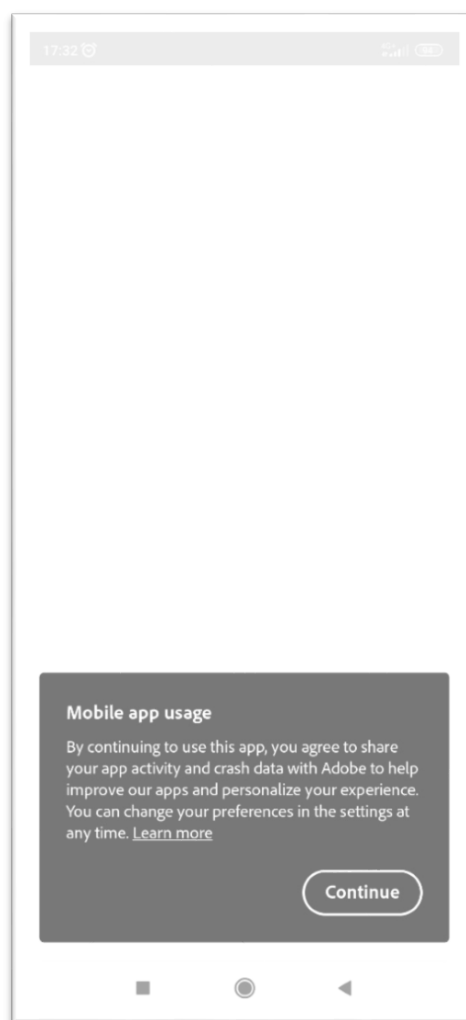 17:32
Mobile app usage
By continuing to use this app, you agree to share
your app activity and crash data with Adobe to help
improve our apps and personalize your experience.
You can change your preferences in the settings at
any time. Learn more
Continue